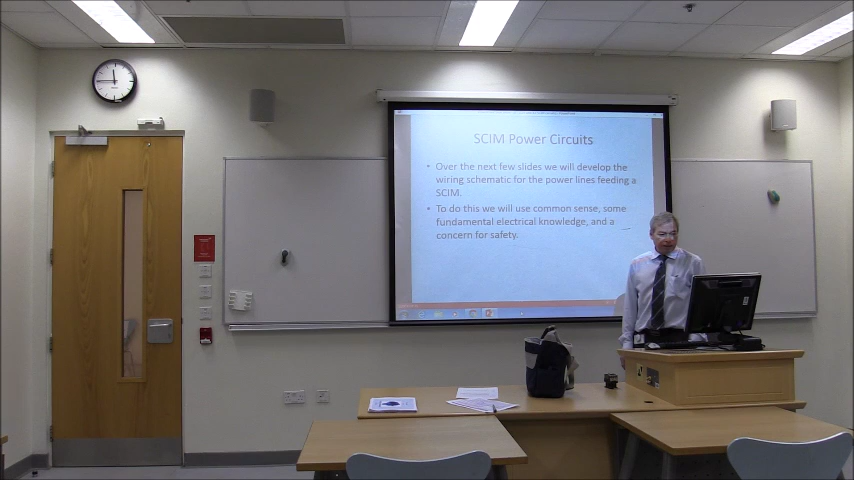 SCIM Power Circuits
• Over the next few slides we will develop the
wiring schematic for the power lines feeding a
SCIM.
• To do this we will use common sense, some
fundamental electrical knowledge, and a
concern for safety.